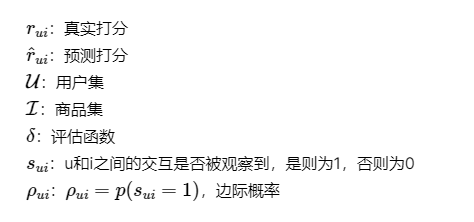 r_{ui}：真实打分
\hat{r}_{ui}：预测打分
\mathcal{U}：用户集
\mathcal{I}：商品集
δ：评估函数
s_{ui}：u和i之间的交互是否被观察到，是则为1，否则为0
ρ_{ui}：ρ_{ui} = p(s_{ui} = 1)，边际概率